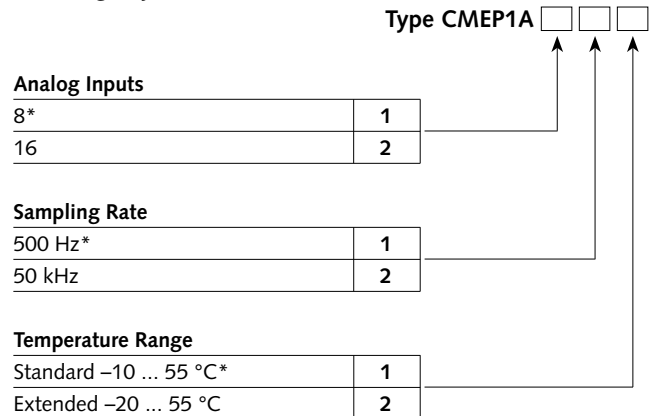 Type CMEP1A
Analog Inputs
8* 1
16 2
Sampling Rate
500 Hz* 1
50 kHz 2
Temperature Range
Standard –10 ... 55 °C* 1
Extended –20 ... 55 °C 2